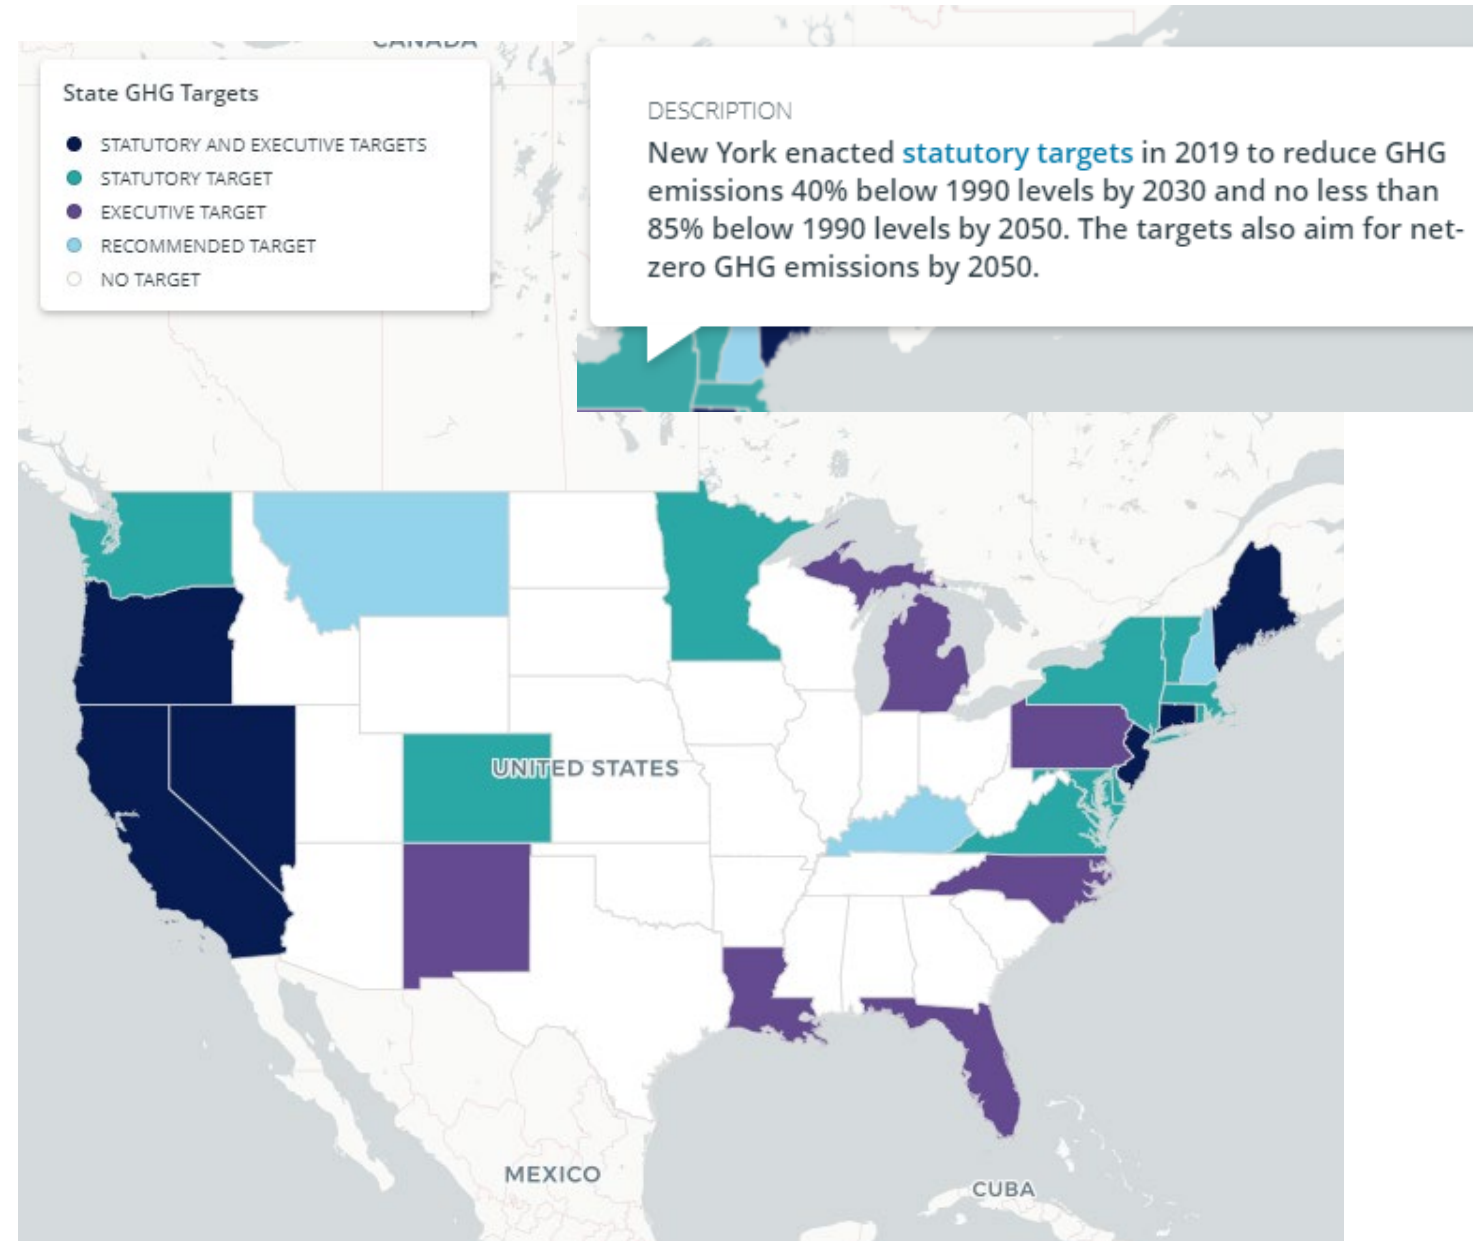 CANADA
State GHG Targets
STATUTORY AND EXECUTIVE TARGETS
STATUTORY TARGET
EXECUTIVE TARGET
RECOMMENDED TARGET
NO TARGET
DESCRIPTION
New York enacted statutory targets in 2019 to reduce GHG
emissions 40% below 1990 levels by 2030 and no less than
85% below 1990 levels by 2050. The targets also aim for net-
zero GHG emissions by 2050.
UNITED STATES
MEXICO
CUBA